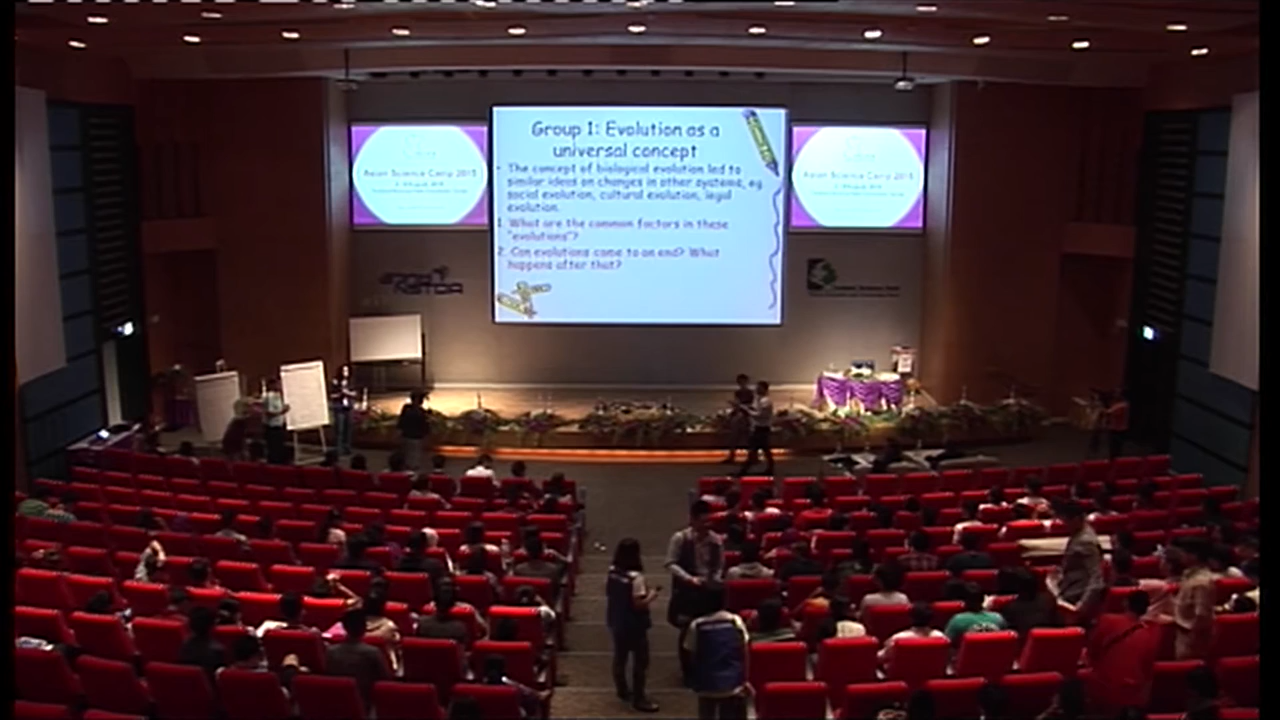 Group 1: Evolution as a
universal concept
• The concept of biological evolution led to
similar ideas on changes in other systems, eg
social evolution, cultural evolution, legal
evolution.
1. What are the common factors in these
"evolutions"?
2. Can evolutions come to an end? What
happens after that?
Asian Science Camp 2015
Asian Science Camp 2015